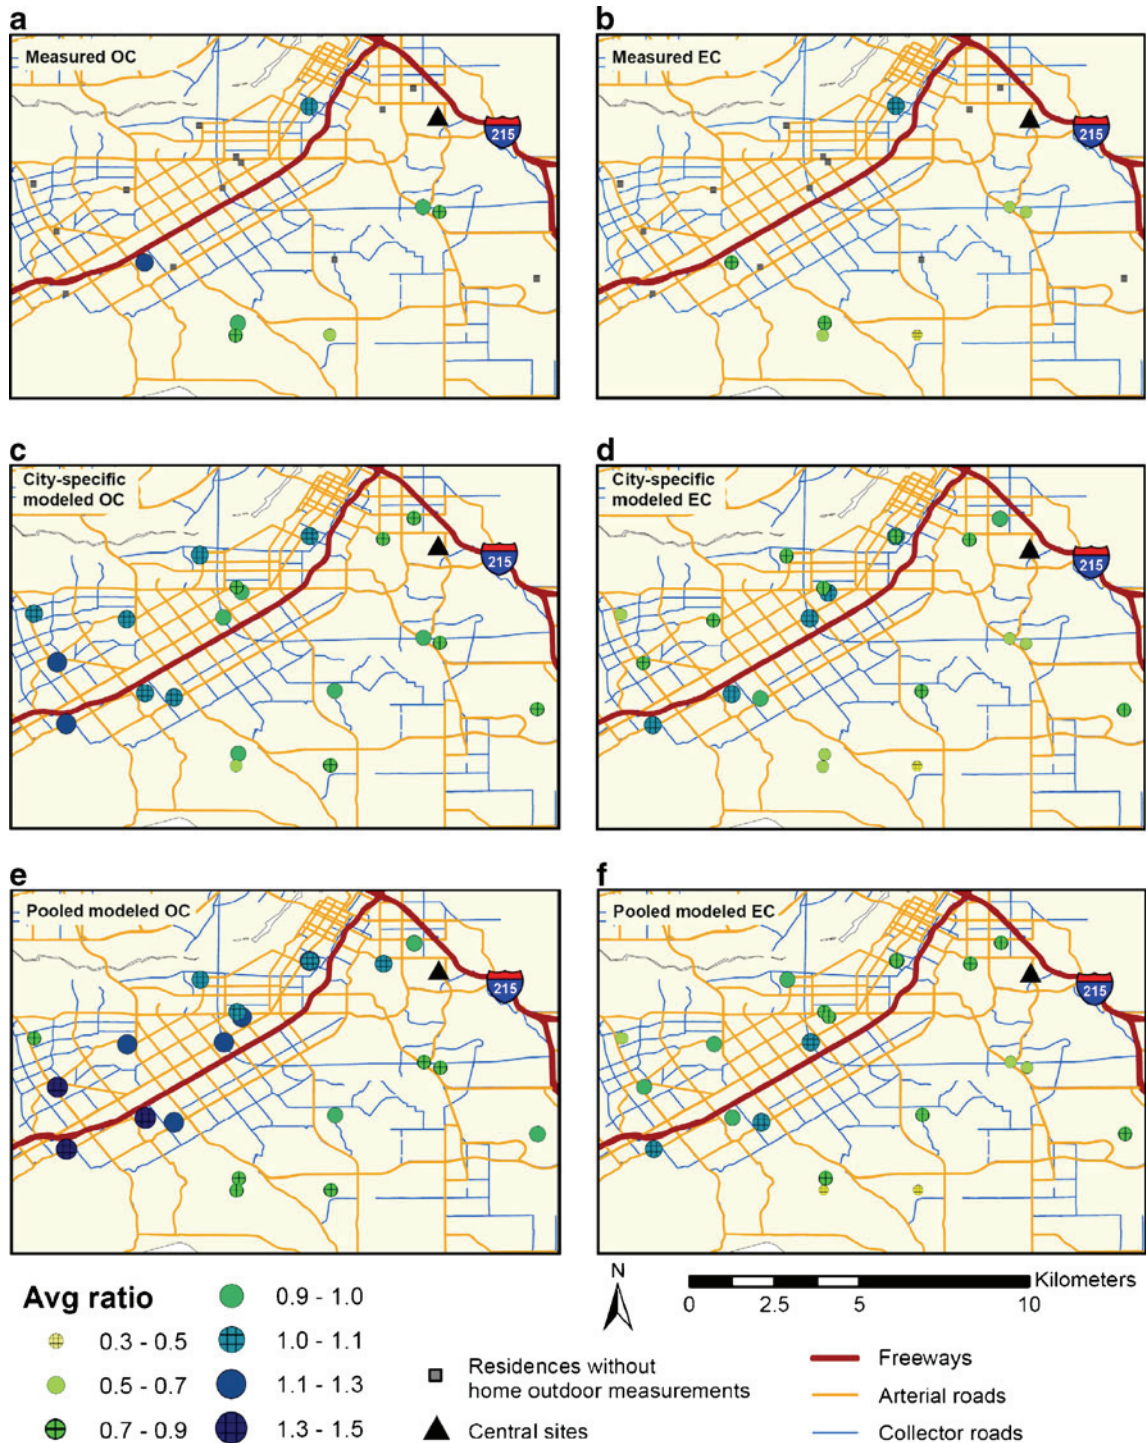 a
Measured OC
215
b
Measured EC
215
c
City-specific
modeled OC
215
d
City-specific
modeled EC
215
e
Pooled modeled OC
215
f
Pooled modeled EC
215
Avg ratio
0.3 - 0.5
0.5 - 0.7
0.7 - 0.9
0.9 - 1.0
1.0 - 1.1
1.1 - 1.3
1.3 - 1.5
N
Kilometers
0 2.5 5 10
Residences without
home outdoor measurements
Central sites
Freeways
Arterial roads
Collector roads